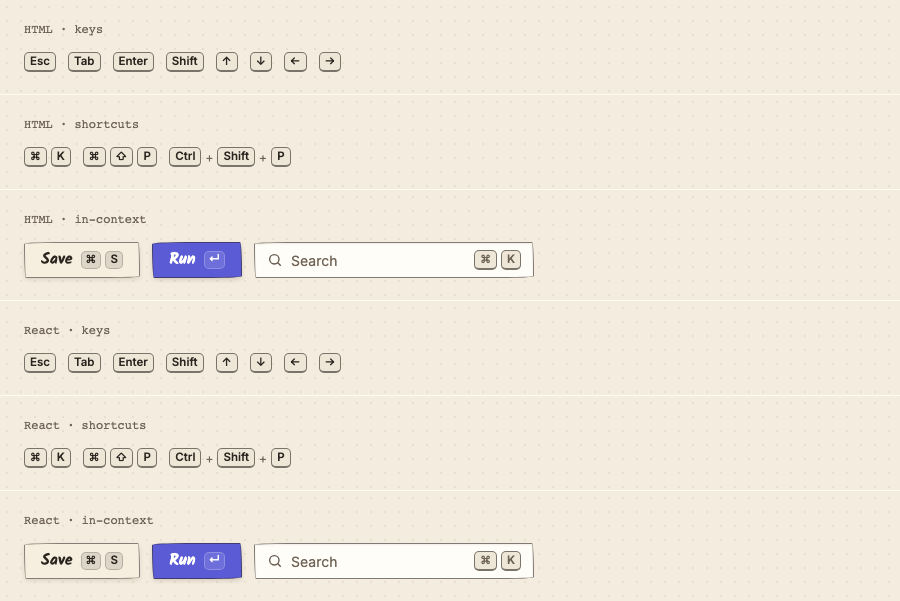 HTML · keys
Esc Tab Enter Shift ↑ ↓ ← →
HTML · shortcuts
⌘ K ⌘ ⇧ P Ctrl + Shift + P
HTML · in-context
Save ⌘ S Run ↵ Search ⌘ K
React · keys
Esc Tab Enter Shift ↑ ↓ ← →
React · shortcuts
⌘ K ⌘ ⇧ P Ctrl + Shift + P
React · in-context
Save ⌘ S Run ↵ Search ⌘ K